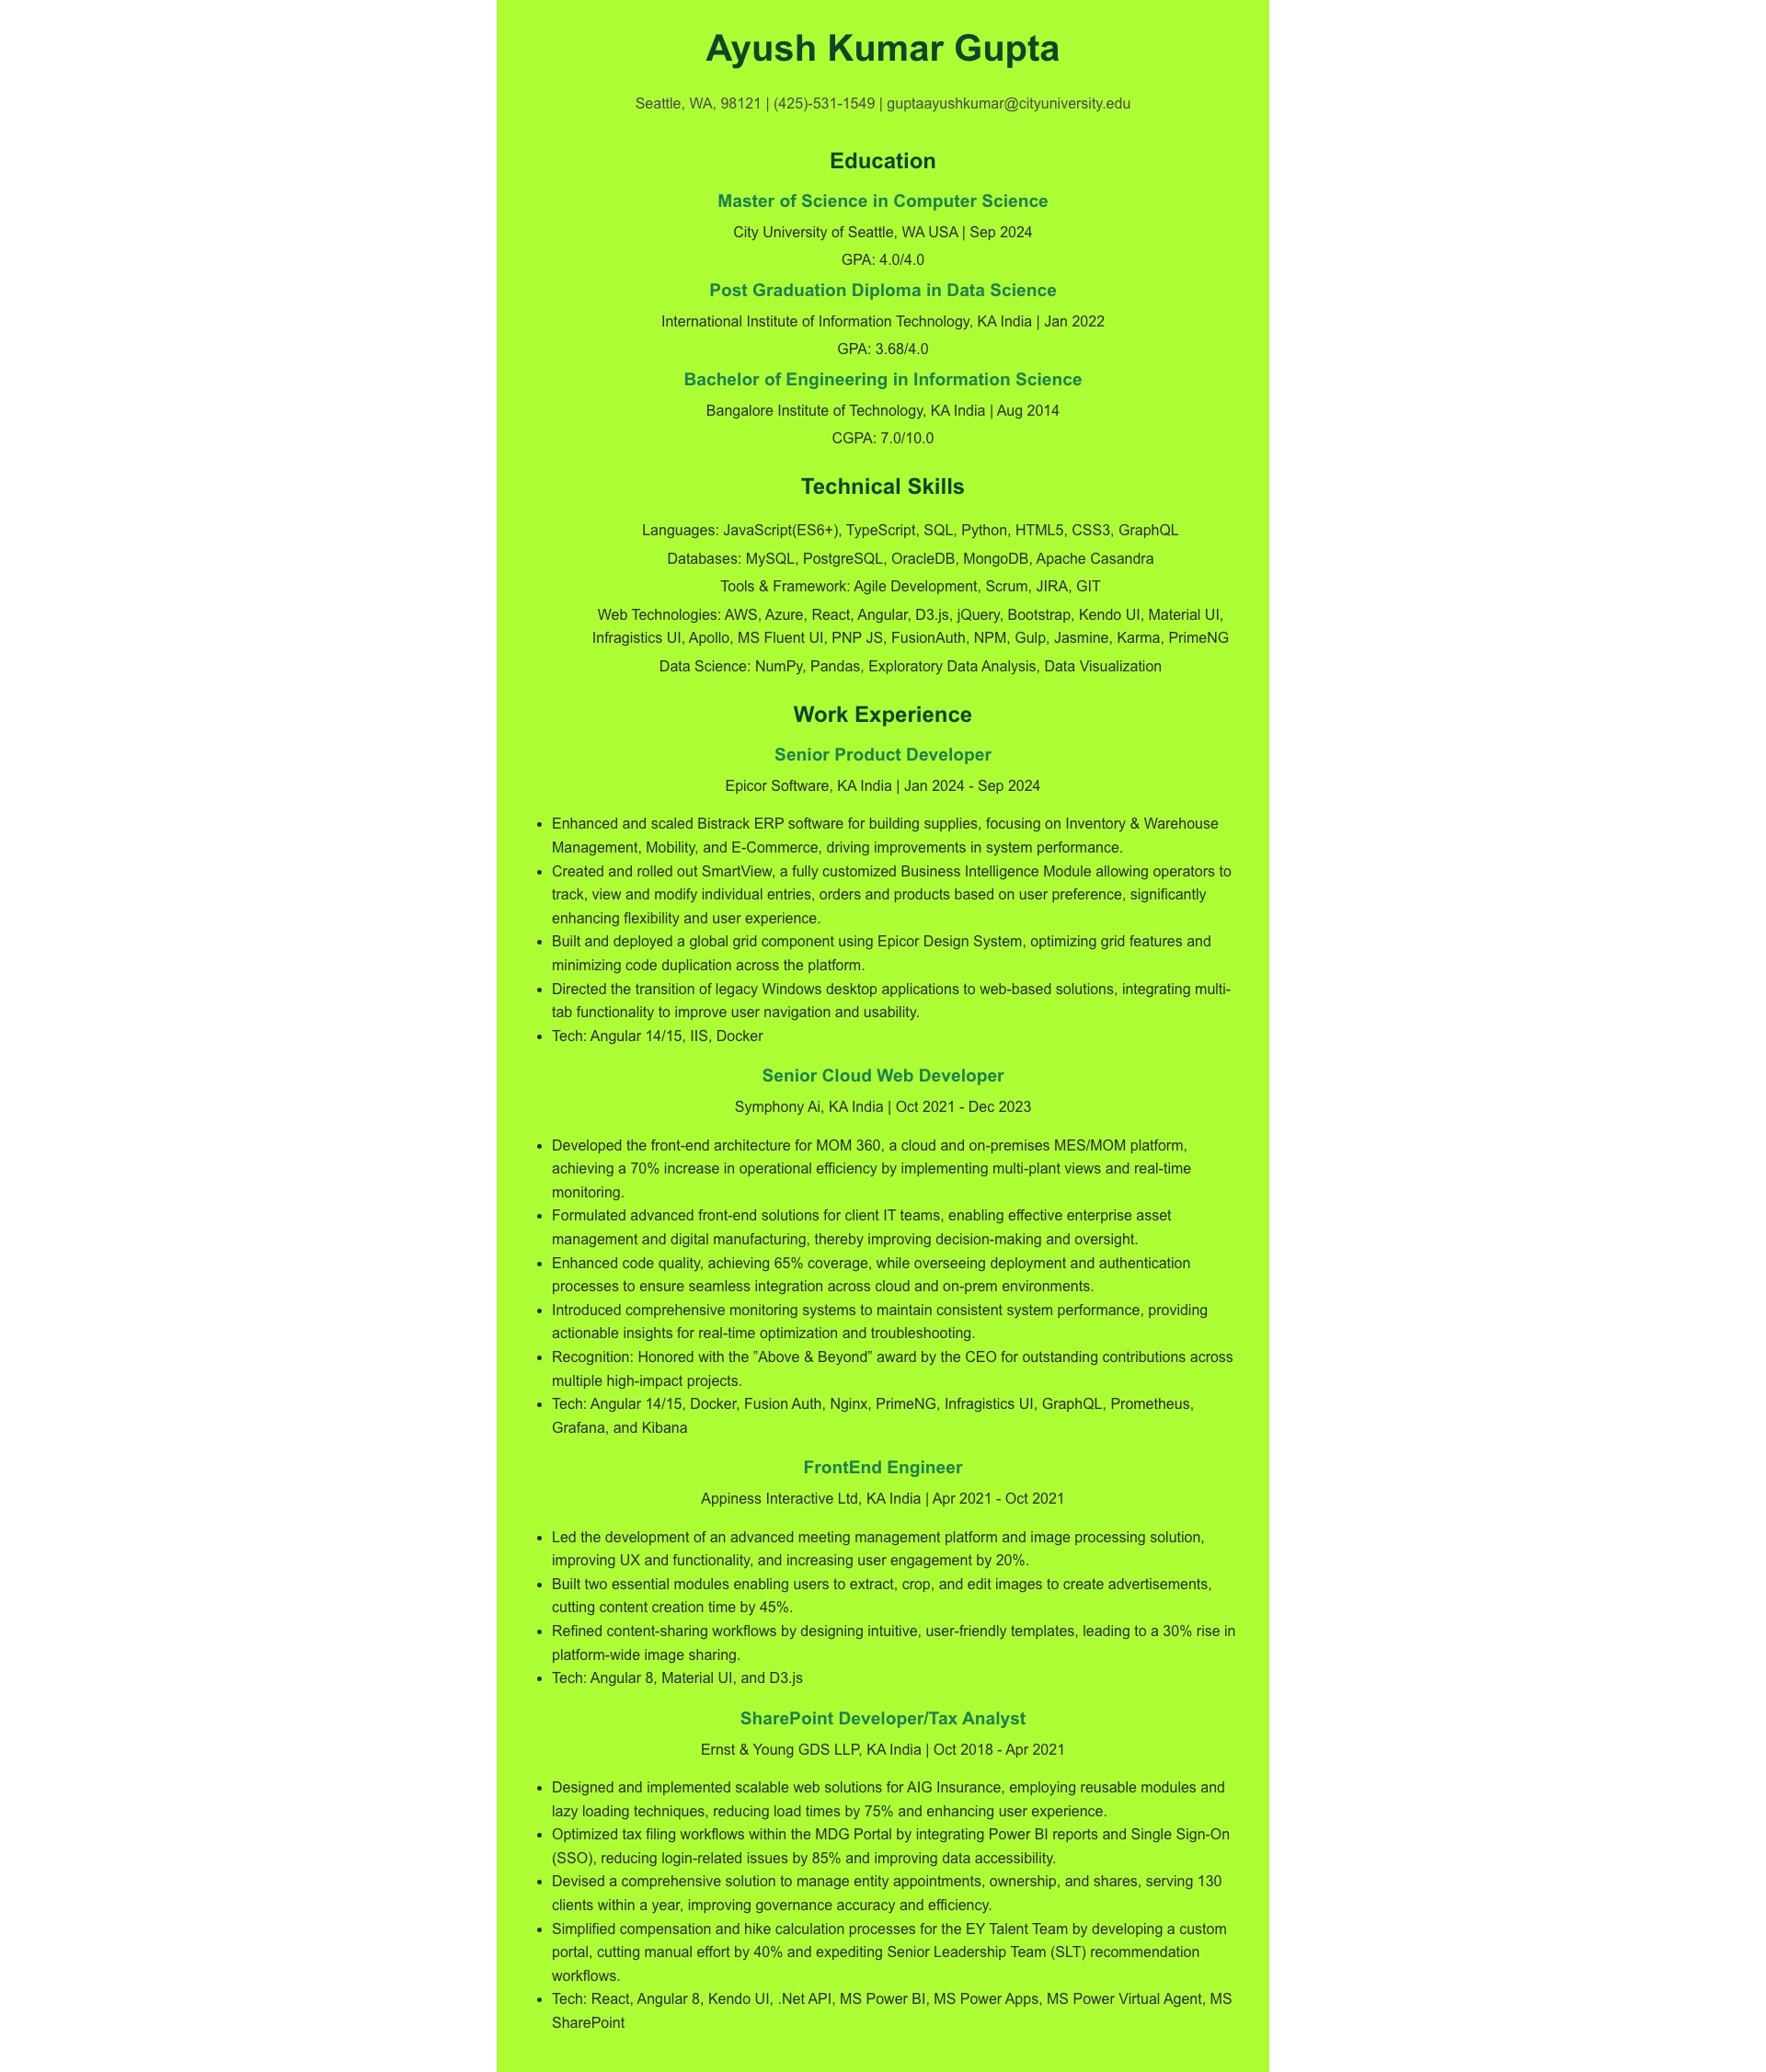 Ayush Kumar Gupta
Seattle, WA, 98121 | (425)-531-1549 | guptaayushkumar@cityuniversity.edu
Education
Master of Science in Computer Science
City University of Seattle, WA USA | Sep 2024
GPA: 4.0/4.0
Post Graduation Diploma in Data Science
International Institute of Information Technology, KA India | Jan 2022
GPA: 3.68/4.0
Bachelor of Engineering in Information Science
Bangalore Institute of Technology, KA India | Aug 2014
CGPA: 7.0/10.0
Technical Skills
Languages: JavaScript(ES6+), TypeScript, SQL, Python, HTML5, CSS3, GraphQL
Databases: MySQL, PostgreSQL, OracleDB, MongoDB, Apache Casandra
Tools & Framework: Agile Development, Scrum, JIRA, GIT
Web Technologies: AWS, Azure, React, Angular, D3.js, jQuery, Bootstrap, Kendo UI, Material UI,
Infragistics UI, Apollo, MS Fluent UI, PNP JS, FusionAuth, NPM, Gulp, Jasmine, Karma, PrimeNG
Data Science: NumPy, Pandas, Exploratory Data Analysis, Data Visualization
Work Experience
Senior Product Developer
Epicor Software, KA India | Jan 2024 - Sep 2024
• Enhanced and scaled Bistrack ERP software for building supplies, focusing on Inventory & Warehouse
Management, Mobility, and E-Commerce, driving improvements in system performance.
• Created and rolled out SmartView, a fully customized Business Intelligence Module allowing operators to
track, view and modify individual entries, orders and products based on user preference, significantly
enhancing flexibility and user experience.
• Built and deployed a global grid component using Epicor Design System, optimizing grid features and
minimizing code duplication across the platform.
• Directed the transition of legacy Windows desktop applications to web-based solutions, integrating multi-
tab functionality to improve user navigation and usability.
• Tech: Angular 14/15, IIS, Docker
Senior Cloud Web Developer
Symphony Ai, KA India | Oct 2021 - Dec 2023
• Developed the front-end architecture for MOM 360, a cloud and on-premises MES/MOM platform,
achieving a 70% increase in operational efficiency by implementing multi-plant views and real-time
monitoring.
• Formulated advanced front-end solutions for client IT teams, enabling effective enterprise asset
management and digital manufacturing, thereby improving decision-making and oversight.
• Enhanced code quality, achieving 65% coverage, while overseeing deployment and authentication
processes to ensure seamless integration across cloud and on-prem environments.
• Introduced comprehensive monitoring systems to maintain consistent system performance, providing
actionable insights for real-time optimization and troubleshooting.
• Recognition: Honored with the ”Above & Beyond” award by the CEO for outstanding contributions across
multiple high-impact projects.
• Tech: Angular 14/15, Docker, Fusion Auth, Nginx, PrimeNG, Infragistics UI, GraphQL, Prometheus,
Grafana, and Kibana
FrontEnd Engineer
Appiness Interactive Ltd, KA India | Apr 2021 - Oct 2021
• Led the development of an advanced meeting management platform and image processing solution,
improving UX and functionality, and increasing user engagement by 20%.
• Built two essential modules enabling users to extract, crop, and edit images to create advertisements,
cutting content creation time by 45%.
• Refined content-sharing workflows by designing intuitive, user-friendly templates, leading to a 30% rise in
platform-wide image sharing.
• Tech: Angular 8, Material UI, and D3.js
SharePoint Developer/Tax Analyst
Ernst & Young GDS LLP, KA India | Oct 2018 - Apr 2021
• Designed and implemented scalable web solutions for AIG Insurance, employing reusable modules and
lazy loading techniques, reducing load times by 75% and enhancing user experience.
• Optimized tax filing workflows within the MDG Portal by integrating Power BI reports and Single Sign-On
(SSO), reducing login-related issues by 85% and improving data accessibility.
• Devised a comprehensive solution to manage entity appointments, ownership, and shares, serving 130
clients within a year, improving governance accuracy and efficiency.
• Simplified compensation and hike calculation processes for the EY Talent Team by developing a custom
portal, cutting manual effort by 40% and expediting Senior Leadership Team (SLT) recommendation
workflows.
• Tech: React, Angular 8, Kendo UI, .Net API, MS Power BI, MS Power Apps, MS Power Virtual Agent, MS
SharePoint